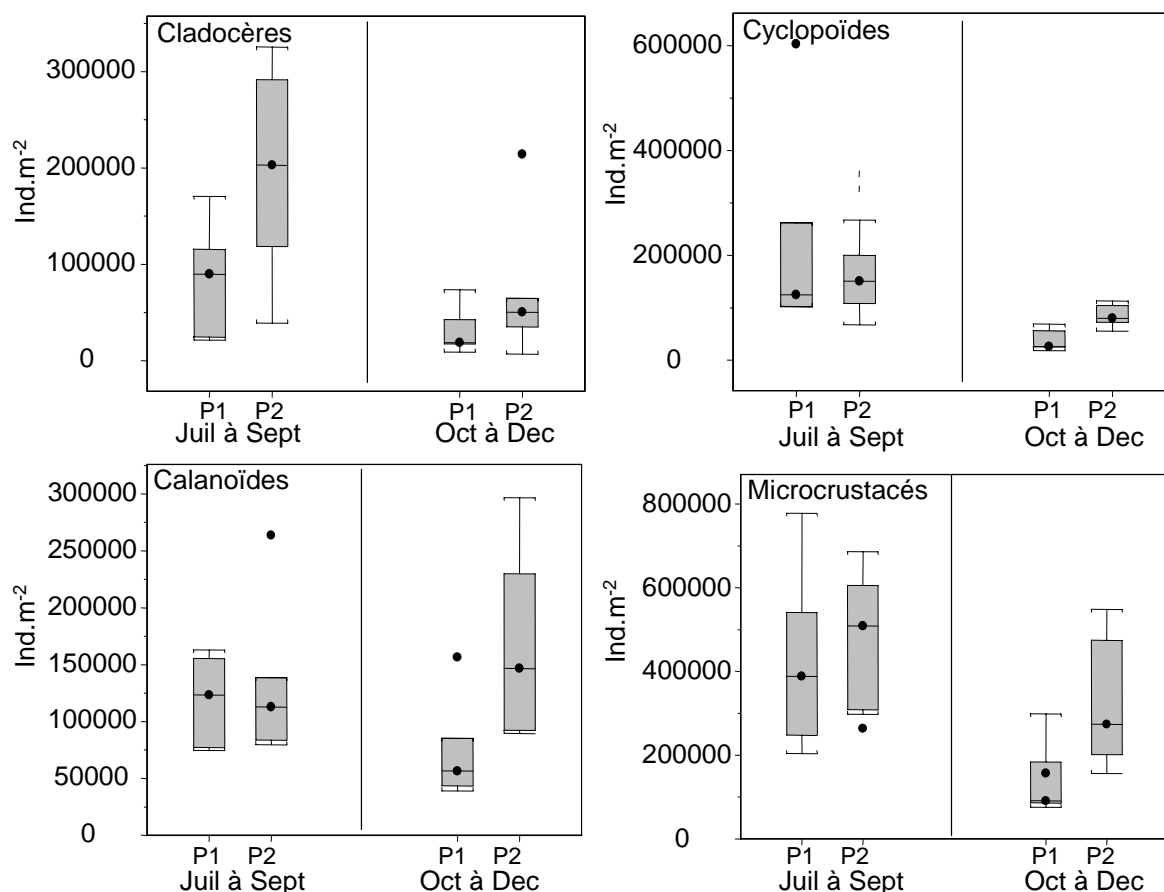 Cladocères
Ind.m-2
300000
200000
100000
0
P1 P2 P1 P2
Juil à Sept Oct à Dec
Cyclopoïdes
Ind.m-2
600000
400000
200000
0
P1 P2 P1 P2
Juil à Sept Oct à Dec
Calanoïdes
Ind.m-2
300000
250000
200000
150000
100000
50000
0
P1 P2 P1 P2
Juil à Sept Oct à Dec
Microcrustacés
Ind.m-2
800000
600000
400000
200000
0
P1 P2 P1 P2
Juil à Sept Oct à Dec